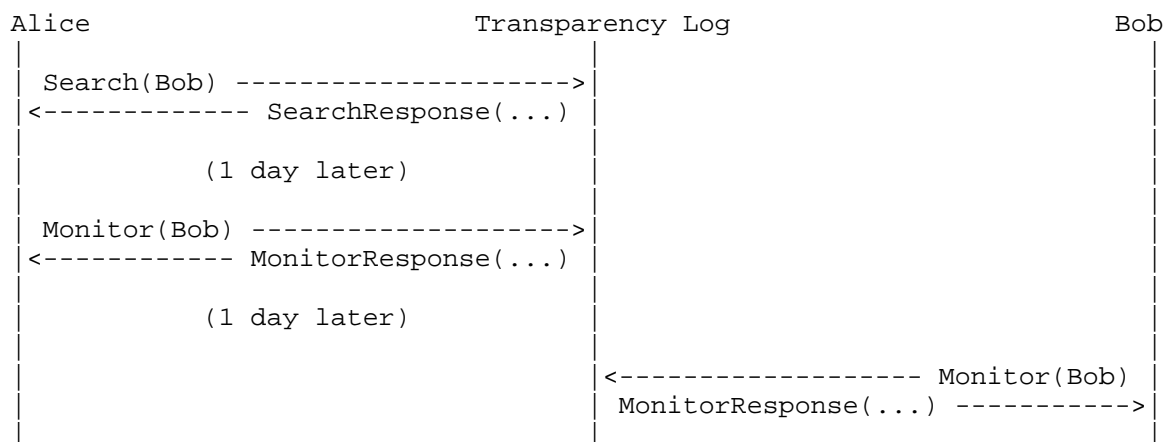 Alice Transparency Log Bob
Search(Bob) --------------------->
<------------- SearchResponse(...)
(1 day later)
Monitor(Bob) -------------------->
<------------ MonitorResponse(...)
(1 day later)
<------------------- Monitor(Bob)
MonitorResponse(...) ----------->